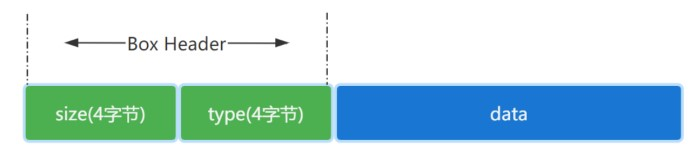 Box Header
size(4字节)
type(4字节)
data